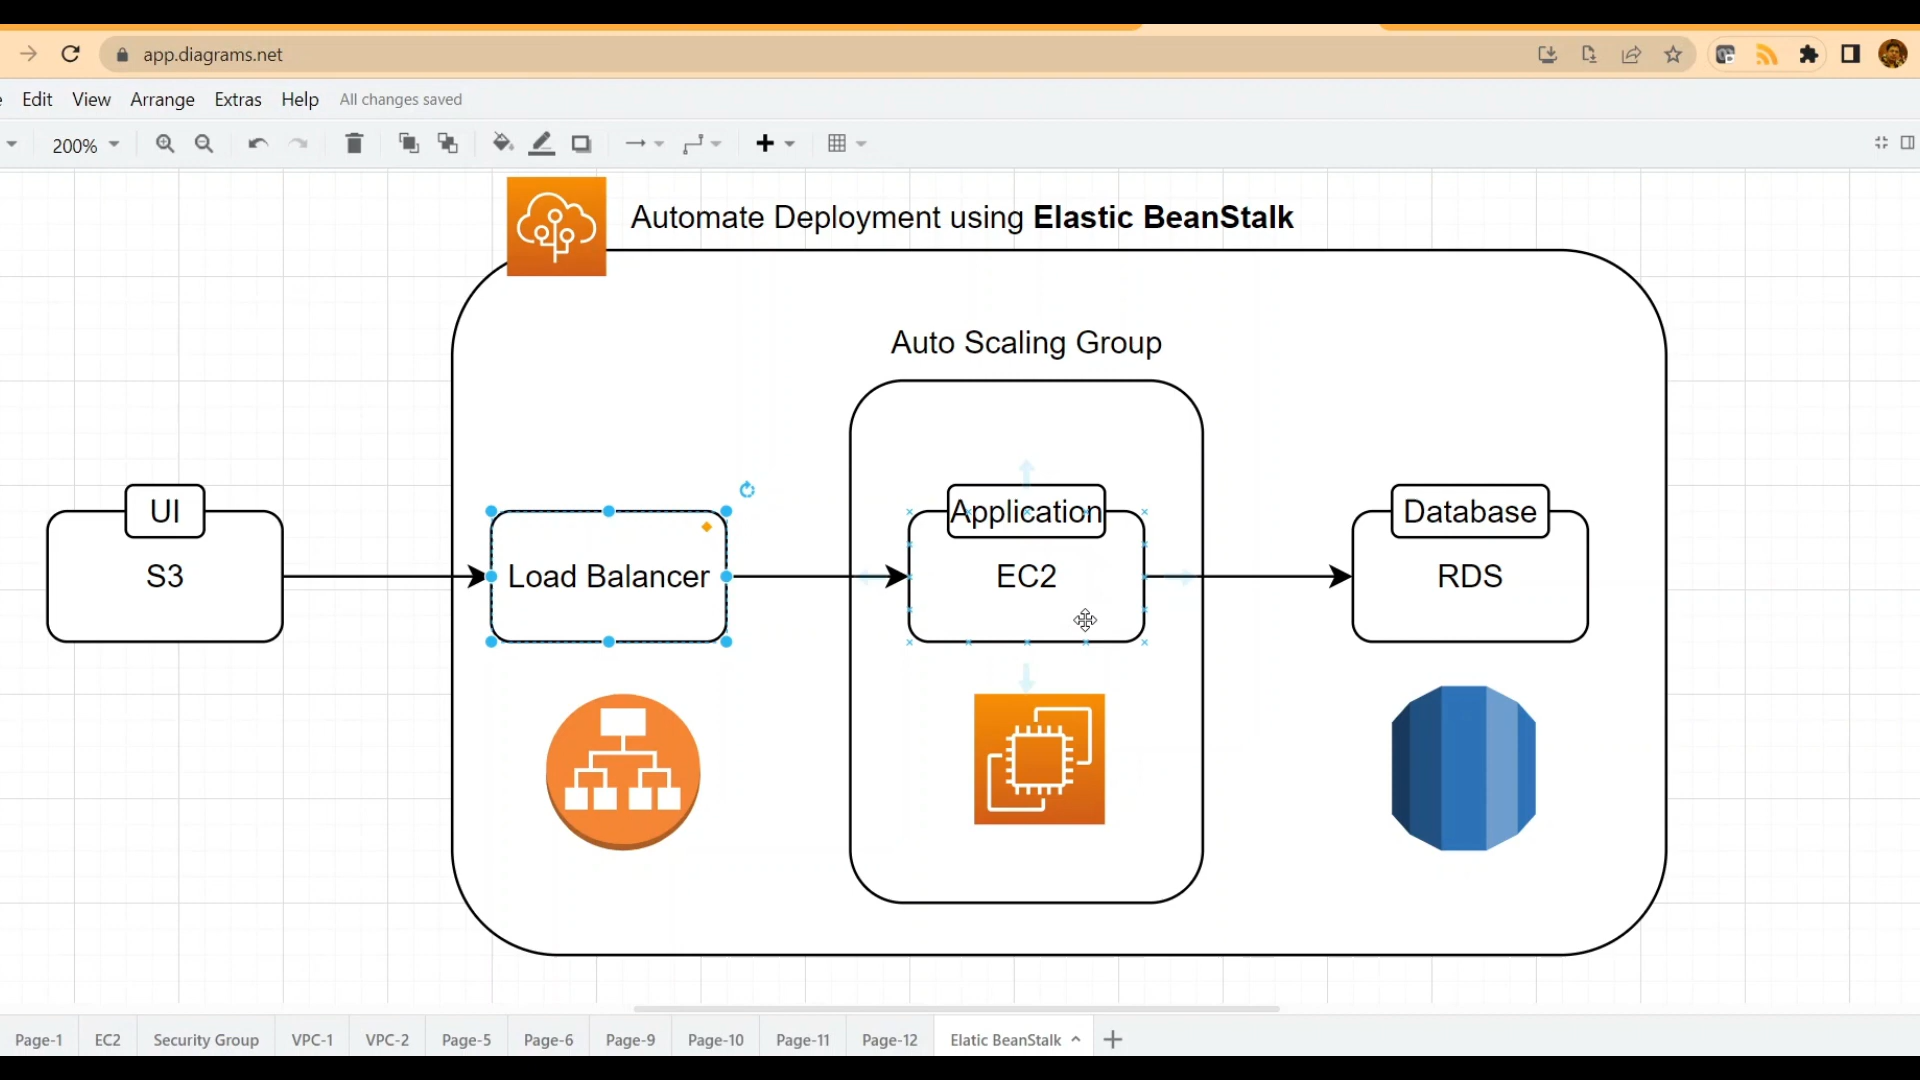 app.diagrams.net
Edit View Arrange Extras Help All changes saved
200%
Automate Deployment using Elastic BeanStalk
Auto Scaling Group
UI
Application
Database
S3
Load Balancer
EC2
RDS
Page-1 EC2 Security Group VPC-1 VPC-2 Page-5 Page-6 Page-9 Page-10 Page-11 Page-12 Elatic BeanStalk